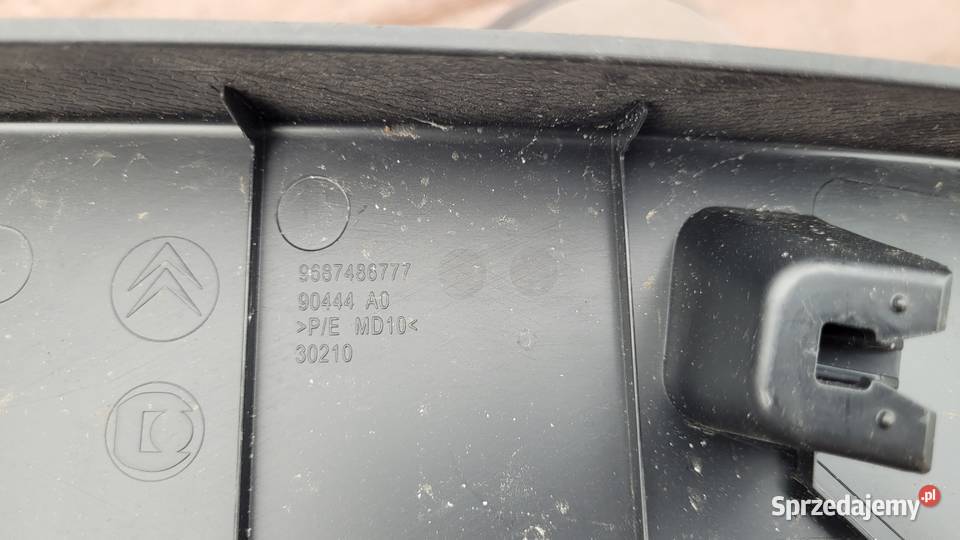 9687486777
90444 A0
>P/E MD10<
30210
Sprzedajemy.pl